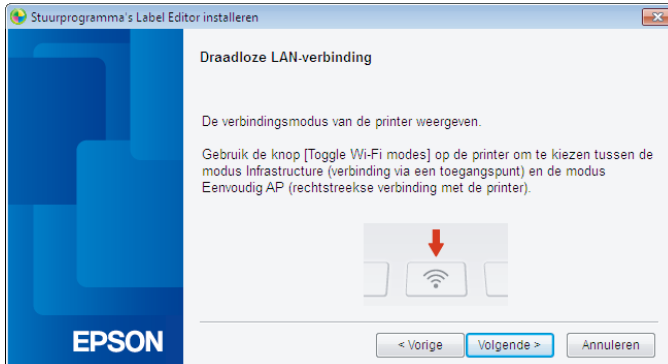 Stuurprogramma's Label Editor installeren
Draadloze LAN-verbinding
De verbindingsmodus van de printer weergeven.
Gebruik de knop [Toggle Wi-Fi modes] op de printer om te kiezen tussen de
modus Infrastructure (verbinding via een toegangspunt) en de modus
Eenvoudig AP (rechtstreekse verbinding met de printer).
EPSON
< Vorige
Volgende >
Annuleren